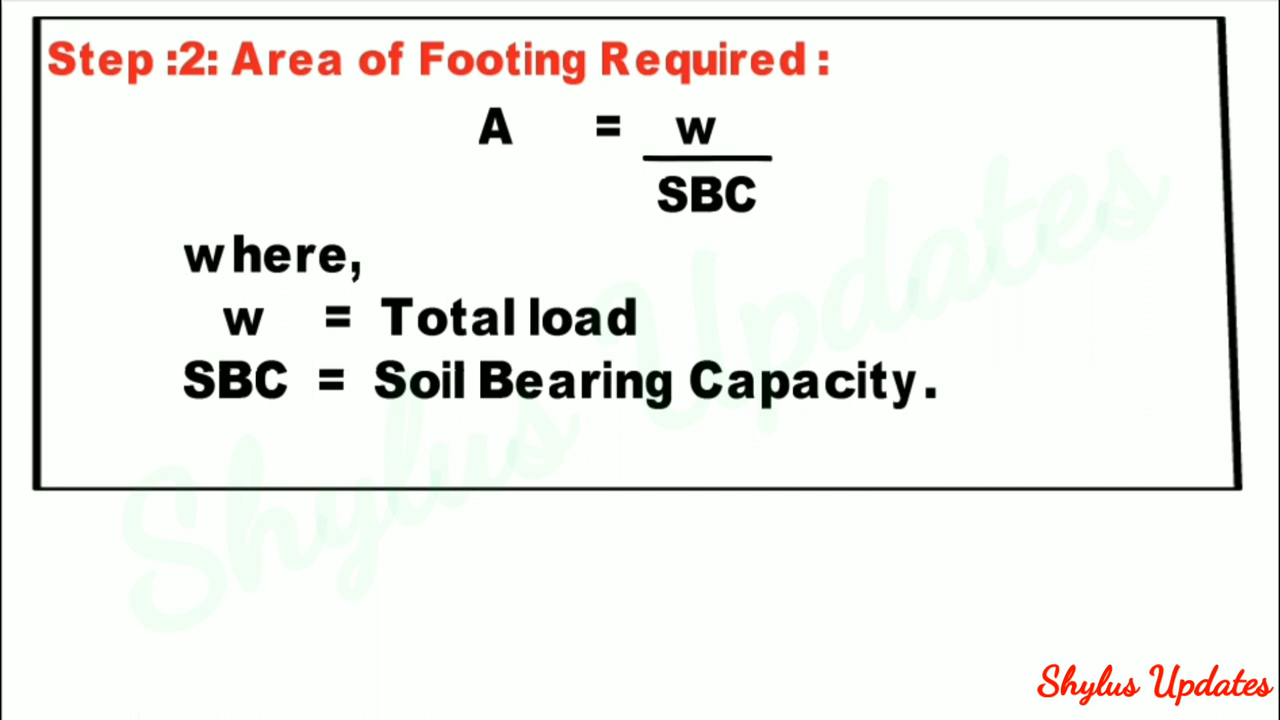 Step :2: Area of Footing Required :
A = w
SBC
where,
w = Total load
SBC = Soil Bearing Capacity.
Shylus Updates
Shylus Updates